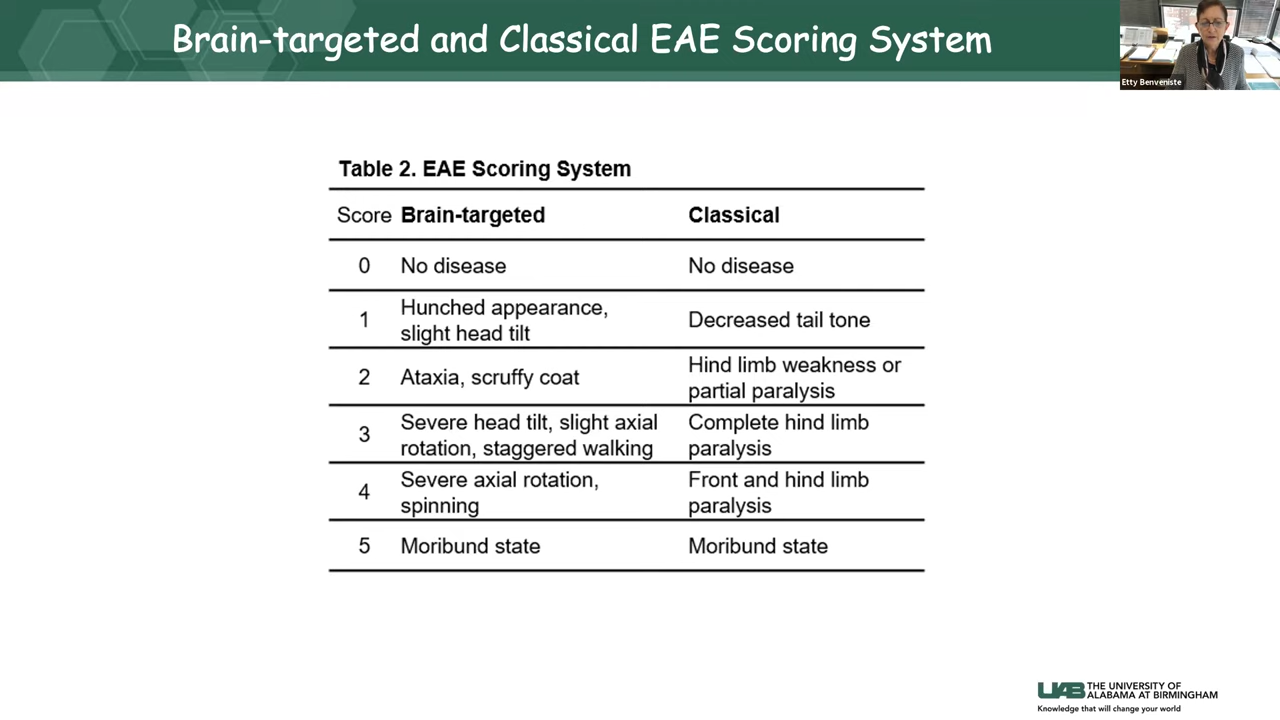 Brain-targeted and Classical EAE Scoring System
Etty Benveniste
Table 2. EAE Scoring System
Score Brain-targeted Classical
0 No disease No disease
1 Hunched appearance, slight head tilt Decreased tail tone
2 Ataxia, scruffy coat Hind limb weakness or partial paralysis
3 Severe head tilt, slight axial rotation, staggered walking Complete hind limb paralysis
4 Severe axial rotation, spinning Front and hind limb paralysis
5 Moribund state Moribund state
UAB THE UNIVERSITY OF
ALABAMA AT BIRMINGHAM
Knowledge that will change your world